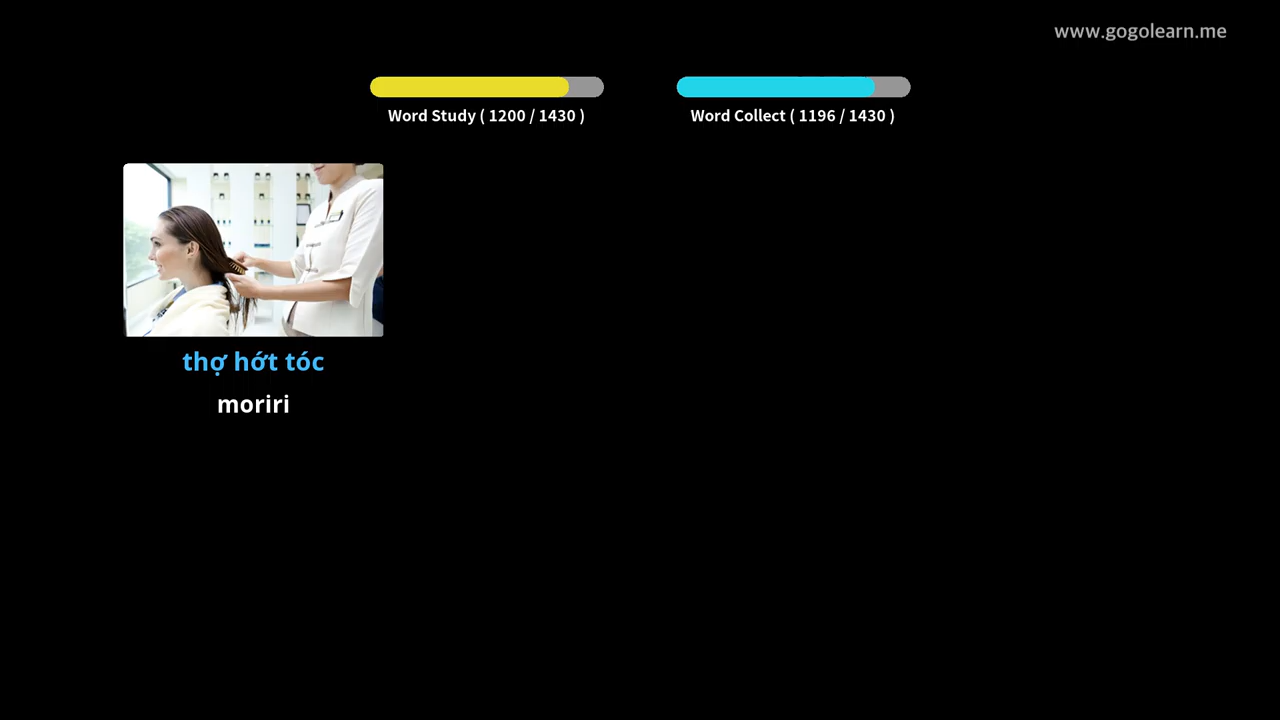 www.gogolearn.me
Word Study ( 1200 / 1430 )
Word Collect ( 1196 / 1430 )
thợ hớt tóc
moriri